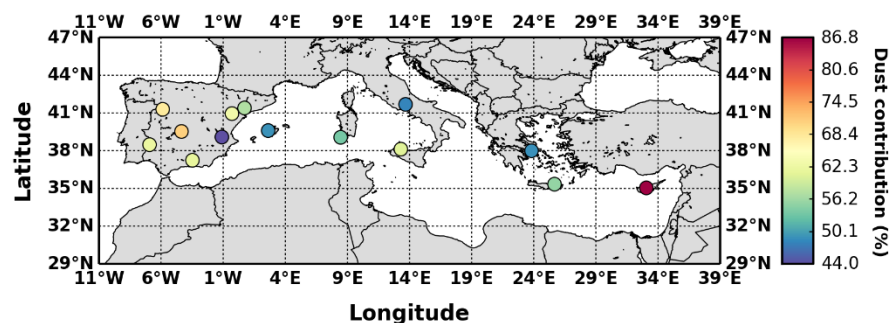 11°W 6°W 1°W 4°E 9°E 14°E 19°E 24°E 29°E 34°E 39°E
47°N 47°N 86.8
44°N 44°N 80.6
41°N 41°N 74.5
38°N 38°N 68.4
35°N 35°N 62.3
32°N 32°N 56.2
29°N 29°N 50.1
44.0
11°W 6°W 1°W 4°E 9°E 14°E 19°E 24°E 29°E 34°E 39°E
Latitude
Longitude
Dust contribution (%)